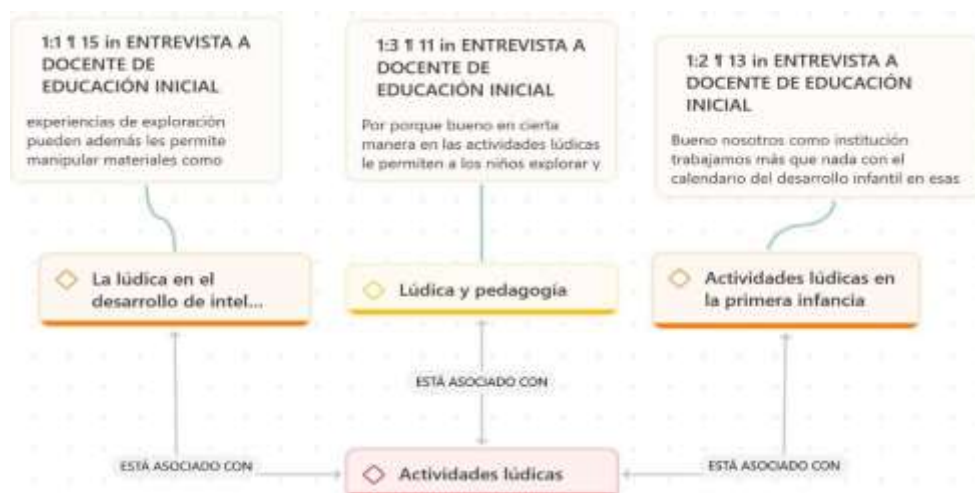 1:1 ¶ 15 in ENTREVISTA A
DOCENTE DE
EDUCACIÓN INICIAL
experiencias de exploración
pueden además les permite
manipular materiales como
1:3 ¶ 11 in ENTREVISTA A
DOCENTE DE
EDUCACIÓN INICIAL
Por porque bueno en cierta
manera en las actividades lúdicas
le permiten a los niños explorar y
1:2 ¶ 13 in ENTREVISTA A
DOCENTE DE EDUCACIÓN
INICIAL
Bueno nosotros como institución
trabajamos más que nada con el
calendario del desarrollo infantil en esas
La lúdica en el
desarrollo de intel...
Lúdica y pedagogía
Actividades lúdicas en
la primera infancia
ESTÁ ASOCIADO CON
ESTÁ ASOCIADO CON
Actividades lúdicas
ESTÁ ASOCIADO CON